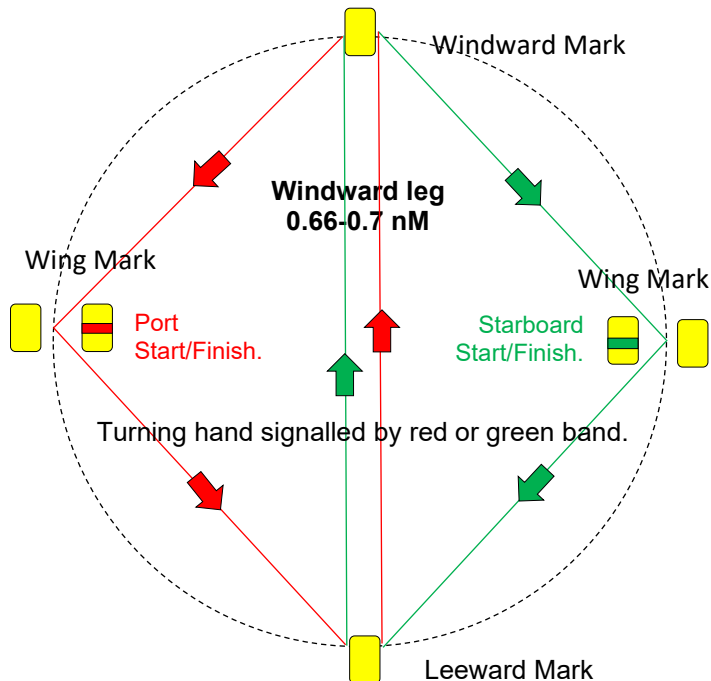 Windward Mark
Windward leg
0.66-0.7 nM
Wing Mark
Wing Mark
Port
Start/Finish.
Starboard
Start/Finish.
Turning hand signalled by red or green band.
Leeward Mark